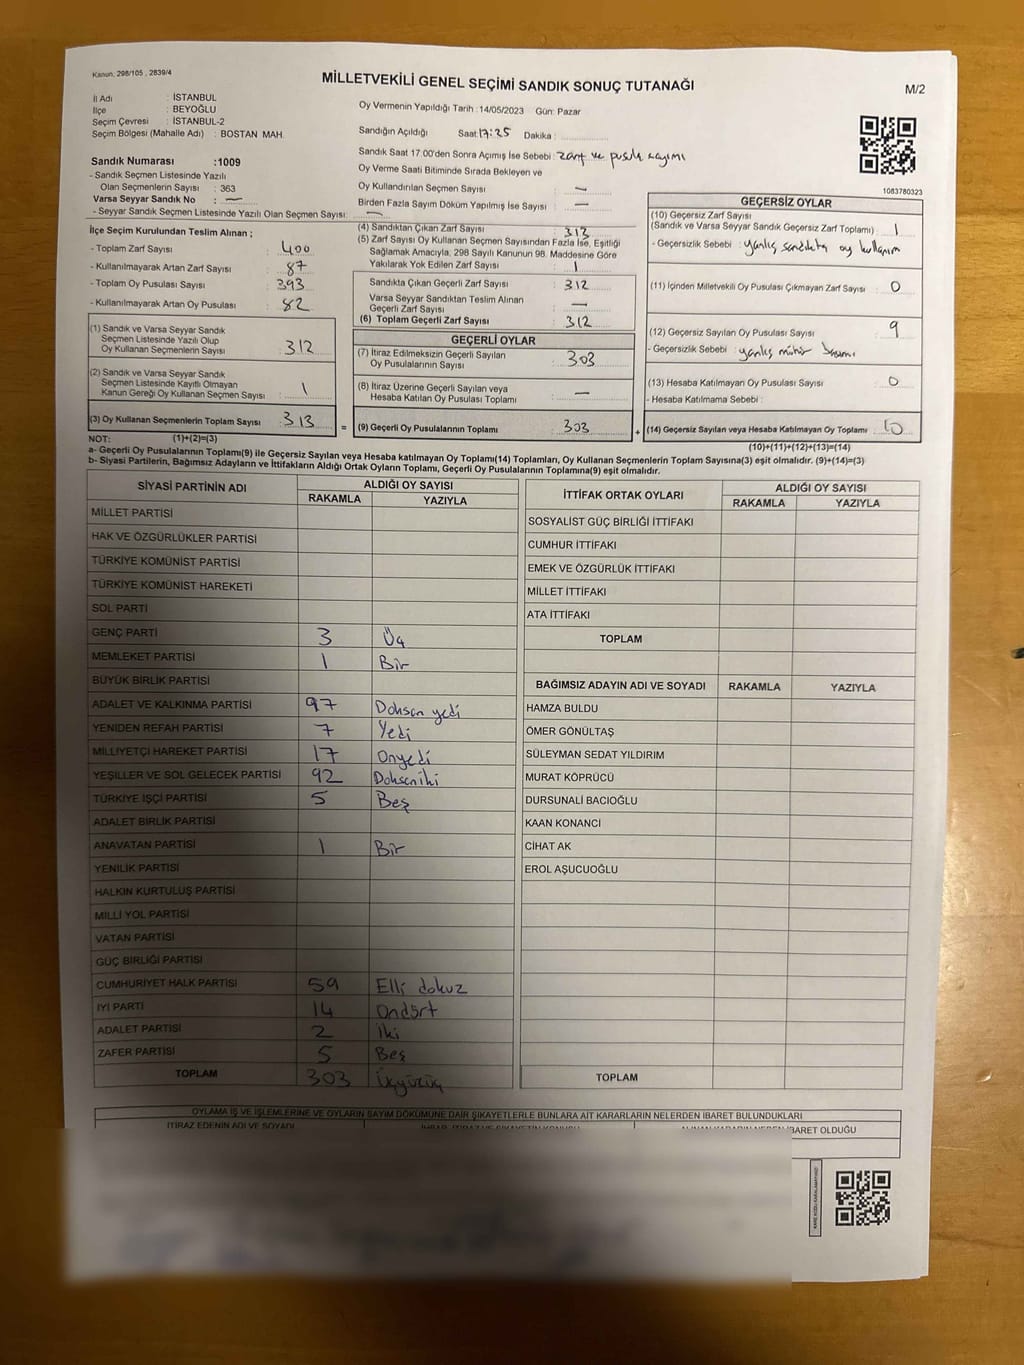 Kanun, 298/105 , 2839/4
MİLLETVEKİLİ GENEL SEÇİMİ SANDIK SONUÇ TUTANAĞI
M/2
İl Adı : İSTANBUL
İlçe : BEYOĞLU
Seçim Çevresi : İSTANBUL-2
Seçim Bölgesi (Mahalle Adı) : BOSTAN MAH.
Sandık Numarası :1009
- Sandık Seçmen Listesinde Yazılı
Olan Seçmenlerin Sayısı : 363
Varsa Seyyar Sandık No : —
- Seyyar Sandık Seçmen Listesinde Yazılı Olan Seçmen Sayısı: —
Oy Vermenin Yapıldığı Tarih : 14/05/2023 Gün: Pazar
Sandığın Açıldığı Saat: 17:25 Dakika :
Sandık Saat 17.00'den Sonra Açımış İse Sebebi : zarf ve pusula sayımı
Oy Verme Saati Bitiminde Sırada Bekleyen ve
Oy Kullandırılan Seçmen Sayısı : —
Birden Fazla Sayım Döküm Yapılmış İse Sayısı : —
1083780323
İlçe Seçim Kurulundan Teslim Alınan ;
- Toplam Zarf Sayısı : 400
- Kullanılmayarak Artan Zarf Sayısı : 87
- Toplam Oy Pusulası Sayısı : 393
- Kullanılmayarak Artan Oy Pusulası : 82
(1) Sandık ve Varsa Seyyar Sandık
Seçmen Listesinde Yazılı Olup
Oy Kullanan Seçmenlerin Sayısı : 312
(2) Sandık ve Varsa Seyyar Sandık
Seçmen Listesinde Kayıtlı Olmayan
Kanun Gereği Oy Kullanan Seçmen Sayısı : 1
(3) Oy Kullanan Seçmenlerin Toplam Sayısı : 313
(4) Sandıktan Çıkan Zarf Sayısı : 313
(5) Zarf Sayısı Oy Kullanan Seçmen Sayısından Fazla İse, Eşitliği
Sağlamak Amacıyla, 298 Sayılı Kanunun 98. Maddesine Göre
Yakılarak Yok Edilen Zarf Sayısı : 1
Sandıkta Çıkan Geçerli Zarf Sayısı : 312
Varsa Seyyar Sandıktan Teslim Alınan
Geçerli Zarf Sayısı : —
(6) Toplam Geçerli Zarf Sayısı : 312
GEÇERLİ OYLAR
(7) İtiraz Edilmeksizin Geçerli Sayılan
Oy Pusulalarının Sayısı : 303
(8) İtiraz Üzerine Geçerli Sayılan veya
Hesaba Katılan Oy Pusulası Toplamı : —
= (9) Geçerli Oy Pusulalarının Toplamı : 303 +
GEÇERSİZ OYLAR
(10) Geçersiz Zarf Sayısı
(Sandık ve Varsa Seyyar Sandık Geçersiz Zarf Toplamı) : 1
- Geçersizlik Sebebi : yanlış sandıkta oy kullanımı
(11) İçinden Milletvekili Oy Pusulası Çıkmayan Zarf Sayısı : 0
(12) Geçersiz Sayılan Oy Pusulası Sayısı : 9
- Geçersizlik Sebebi : yanlış mühür
(13) Hesaba Katılmayan Oy Pusulası Sayısı : 0
- Hesaba Katılmama Sebebi :
(14) Geçersiz Sayılan veya Hesaba Katılmayan Oy Toplamı : 10
NOT: (1)+(2)=(3)
(10)+(11)+(12)+(13)=(14)
a- Geçerli Oy Pusulasının Toplamı(9) ile Geçersiz Sayılan veya Hesaba katılmayan Oy Toplamı(14) Toplamları, Oy Kullanan Seçmenlerin Toplam Sayısına(3) eşit olmalıdır. (9)+(14)=(3)
b- Siyasi Partilerin, Bağımsız Adayların ve İttifakların Aldığı Ortak Oyların Toplamı, Geçerli Oy Pusulalarının Toplamına(9) eşit olmalıdır.
SİYASİ PARTİNİN ADI ALDIĞI OY SAYISI
RAKAMLA YAZIYLA
MİLLET PARTİSİ
HAK VE ÖZGÜRLÜKLER PARTİSİ
TÜRKİYE KOMÜNİST PARTİSİ
TÜRKİYE KOMÜNİST HAREKETİ
SOL PARTİ
GENÇ PARTİ 3 Üç
MEMLEKET PARTİSİ 1 Bir
BÜYÜK BİRLİK PARTİSİ
ADALET VE KALKINMA PARTİSİ 97 Doksan yedi
YENİDEN REFAH PARTİSİ 7 Yedi
MİLLİYETÇİ HAREKET PARTİSİ 17 Onyedi
YEŞİLLER VE SOL GELECEK PARTİSİ 92 Doksaniki
TÜRKİYE İŞÇİ PARTİSİ 5 Beş
ADALET BİRLİK PARTİSİ
ANAVATAN PARTİSİ 1 Bir
YENİLİK PARTİSİ
HALKIN KURTULUŞ PARTİSİ
MİLLİ YOL PARTİSİ
VATAN PARTİSİ
GÜÇ BİRLİĞİ PARTİSİ
CUMHURİYET HALK PARTİSİ 59 Elli dokuz
İYİ PARTİ 14 Ondört
ADALET PARTİSİ 2 İki
ZAFER PARTİSİ 5 Beş
TOPLAM 303 Üçyüzüç
İTTİFAK ORTAK OYLARI ALDIĞI OY SAYISI
RAKAMLA YAZIYLA
SOSYALİST GÜÇ BİRLİĞİ İTTİFAKI
CUMHUR İTTİFAKI
EMEK VE ÖZGÜRLÜK İTTİFAKI
MİLLET İTTİFAKI
ATA İTTİFAKI
TOPLAM
BAĞIMSIZ ADAYIN ADI VE SOYADI RAKAMLA YAZIYLA
HAMZA BULDU
ÖMER GÖNÜLTAŞ
SÜLEYMAN SEDAT YILDIRIM
MURAT KÖPRÜCÜ
DURSUNALİ BACIOĞLU
KAAN KONANCİ
CİHAT AK
EROL AŞUCUOĞLU
TOPLAM
OYLAMA İŞ VE İŞLEMLERİNE VE OYLARIN SAYIM DÖKÜMÜNE DAİR ŞİKAYETLERLE BUNLARA AİT KARARLARIN NELERDEN İBARET BULUNDUKLARI
İTİRAZ EDENİN ADI VE SOYADI
İBARET OLDUĞU